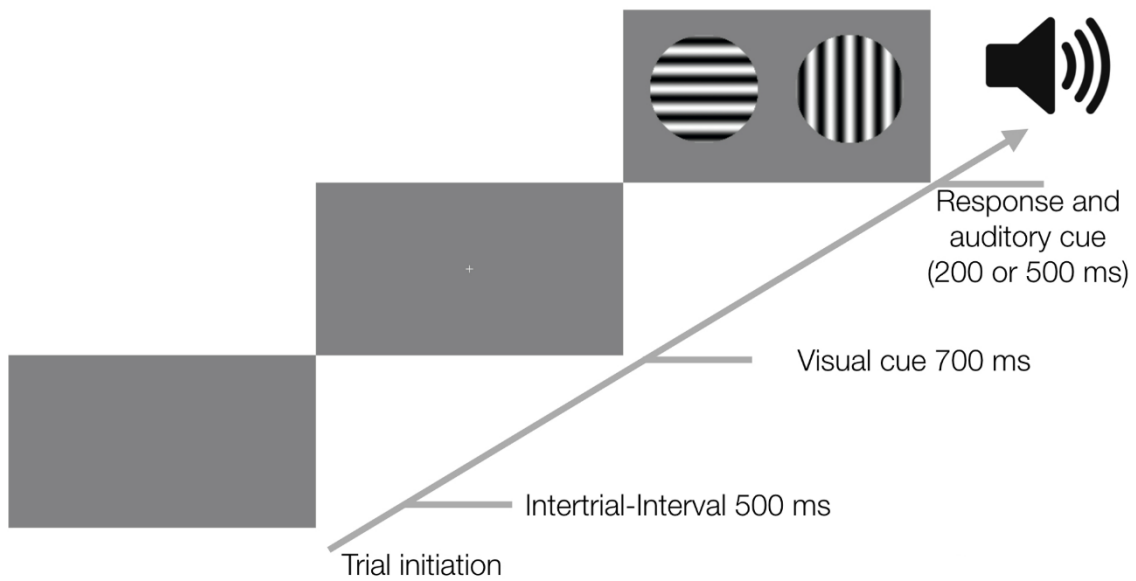 Response and
auditory cue
(200 or 500 ms)
Visual cue 700 ms
Intertrial-Interval 500 ms
Trial initiation